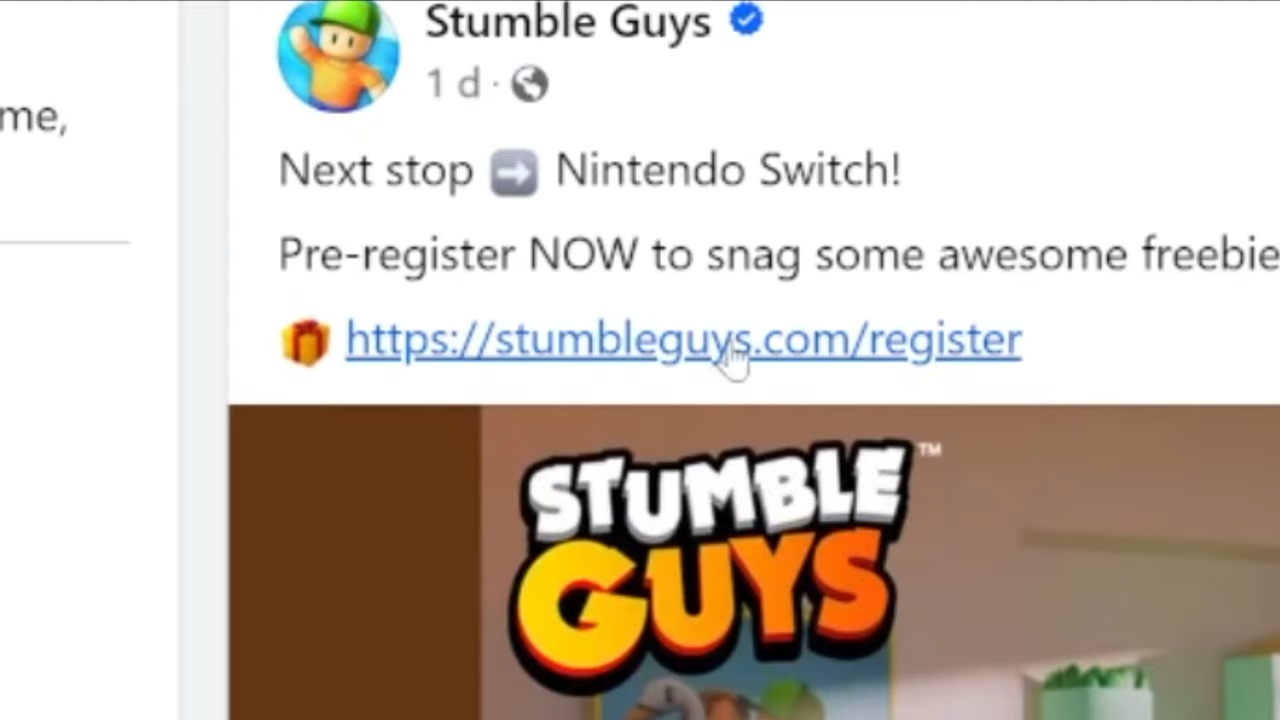 Stumble Guys
1 d ·
me,
Next stop ➡️ Nintendo Switch!
Pre-register NOW to snag some awesome freebie
🎁 https://stumbleguys.com/register
STUMBLE™
GUYS